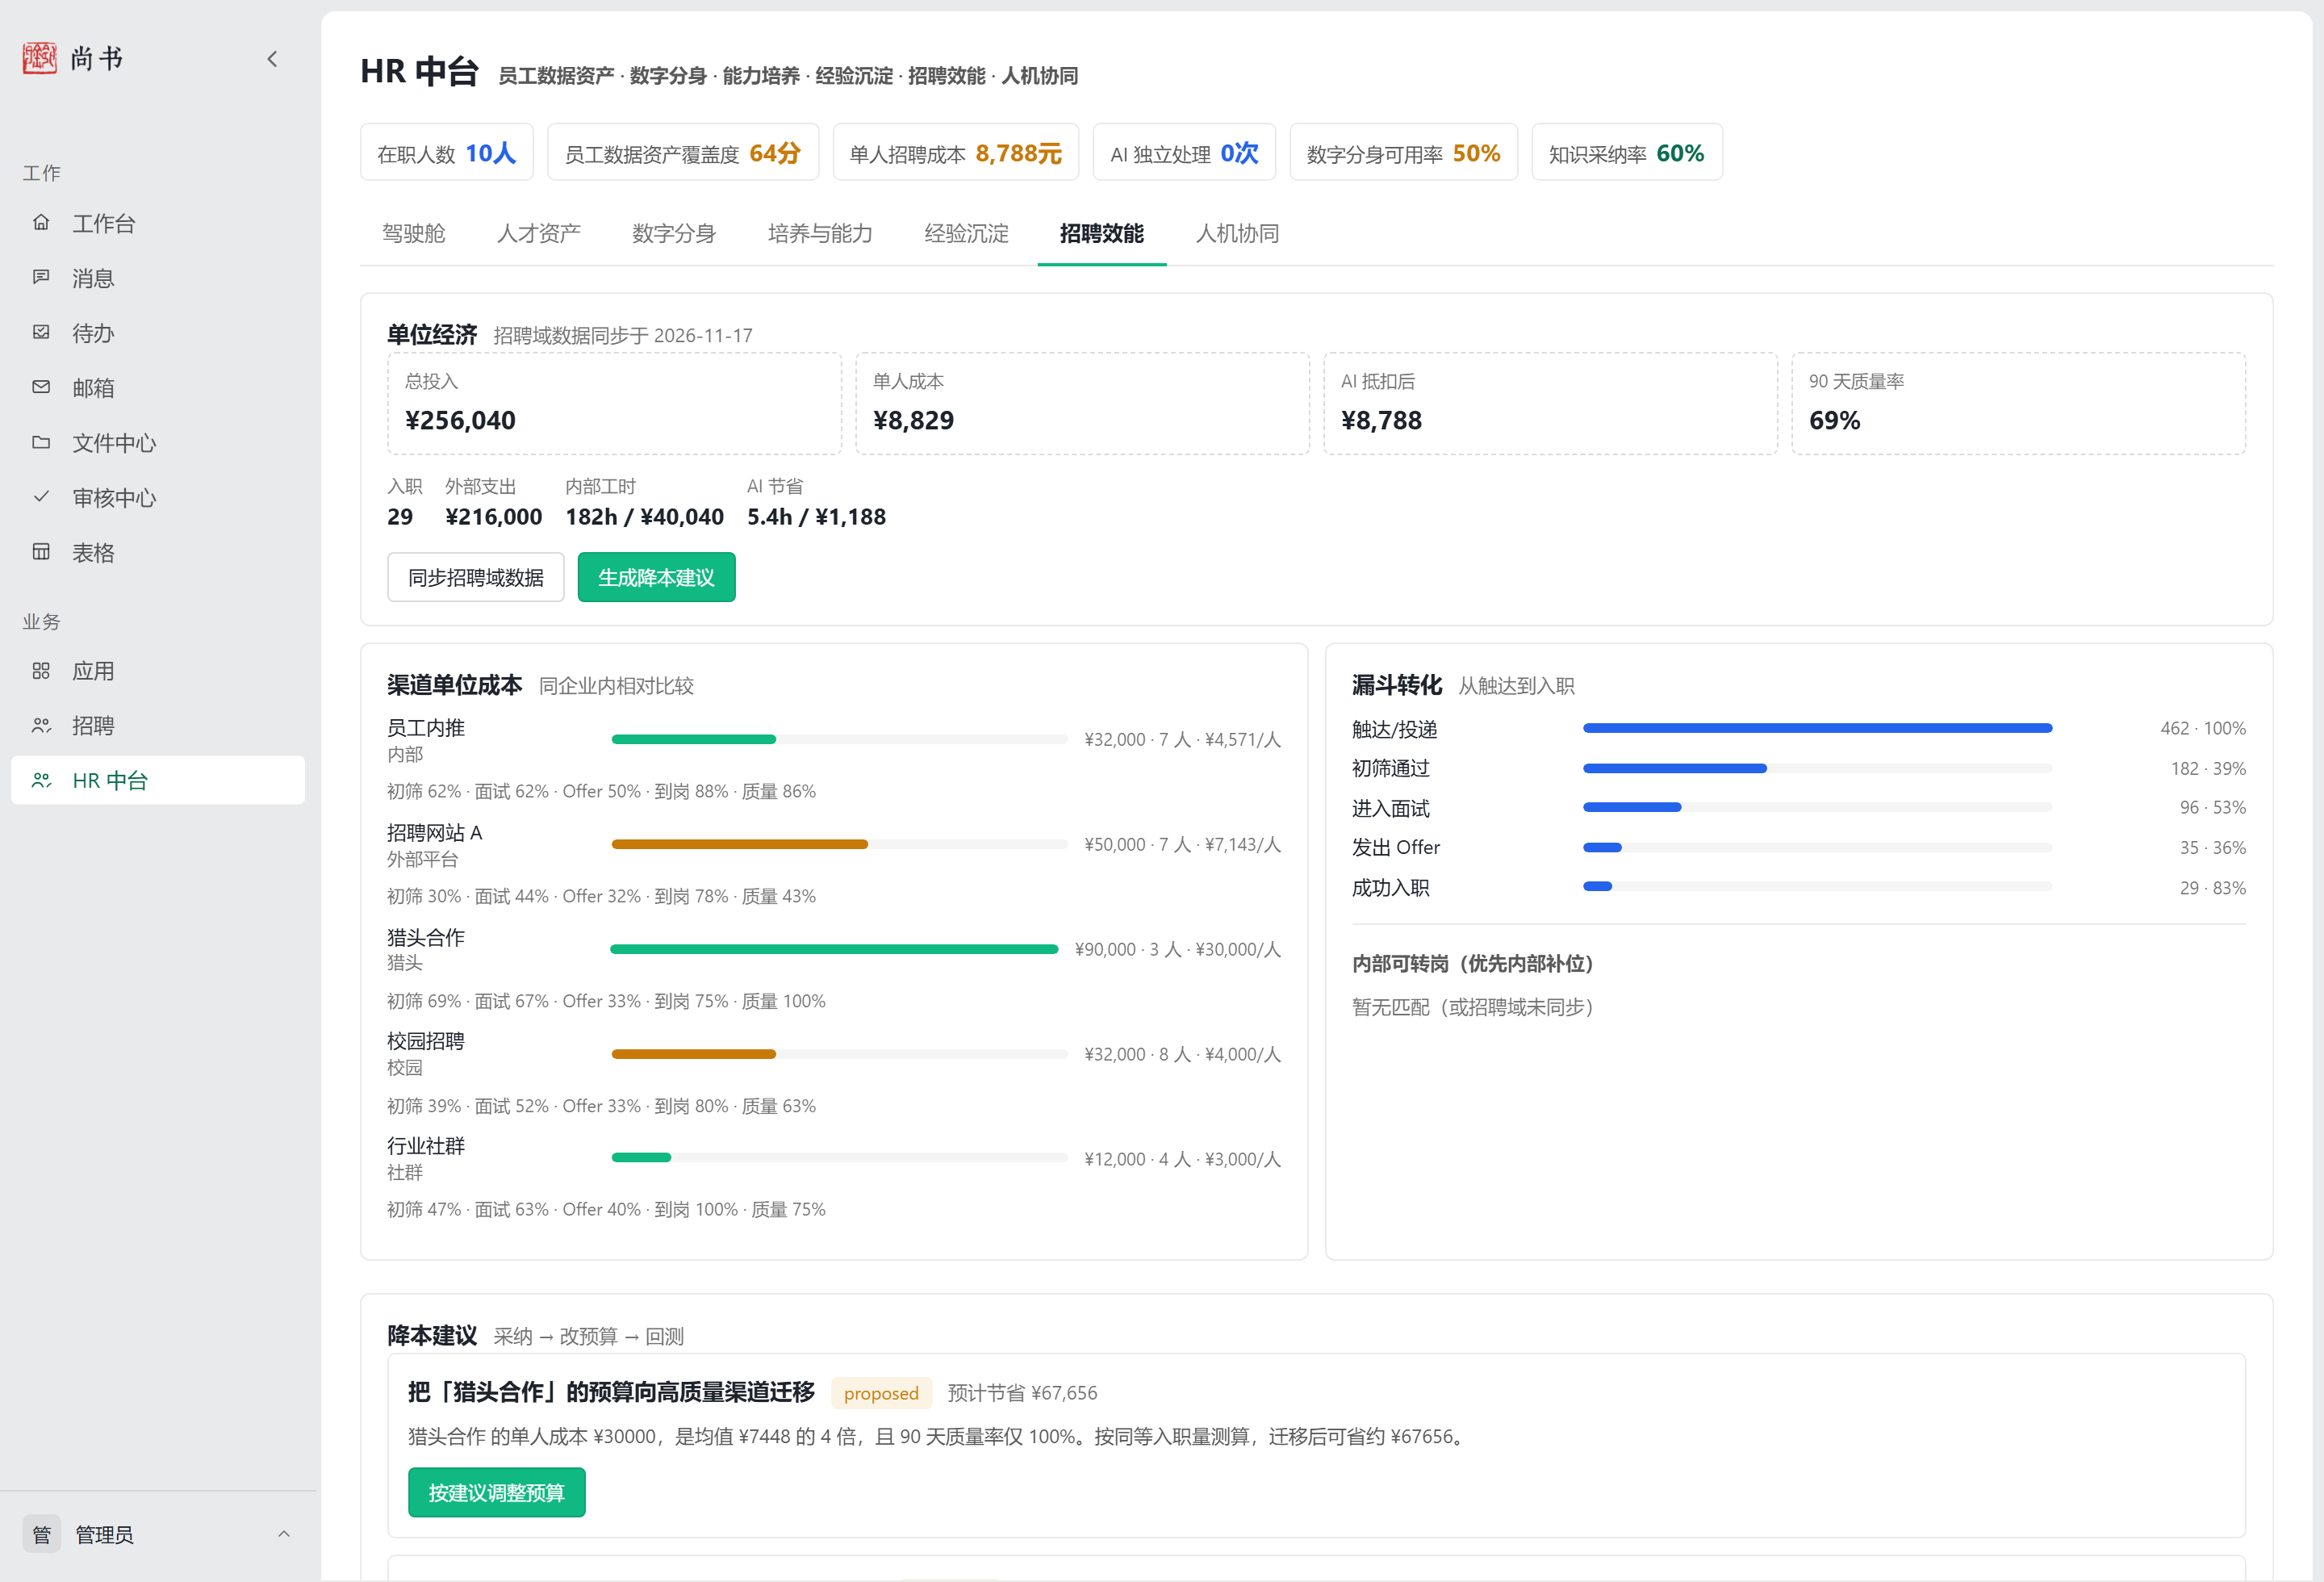 尚书
HR 中台 员工数据资产 · 数字分身 · 能力培养 · 经验沉淀 · 招聘效能 · 人机协同
在职人数 10人 员工数据资产覆盖度 64分 单人招聘成本 8,788元 AI 独立处理 0次 数字分身可用率 50% 知识采纳率 60%
工作
工作台
消息
待办
邮箱
文件中心
审核中心
表格
业务
应用
招聘
HR 中台
管 管理员
驾驶舱 人才资产 数字分身 培养与能力 经验沉淀 招聘效能 人机协同
单位经济 招聘域数据同步于 2026-11-17
总投入 单人成本 AI 抵扣后 90 天质量率
¥256,040 ¥8,829 ¥8,788 69%
入职 外部支出 内部工时 AI 节省
29 ¥216,000 182h / ¥40,040 5.4h / ¥1,188
同步招聘域数据 生成降本建议
渠道单位成本 同企业内相对比较
员工内推
内部
¥32,000 · 7 人 · ¥4,571/人
初筛 62% · 面试 62% · Offer 50% · 到岗 88% · 质量 86%
招聘网站 A
外部平台
¥50,000 · 7 人 · ¥7,143/人
初筛 30% · 面试 44% · Offer 32% · 到岗 78% · 质量 43%
猎头合作
猎头
¥90,000 · 3 人 · ¥30,000/人
初筛 69% · 面试 67% · Offer 33% · 到岗 75% · 质量 100%
校园招聘
校园
¥32,000 · 8 人 · ¥4,000/人
初筛 39% · 面试 52% · Offer 33% · 到岗 80% · 质量 63%
行业社群
社群
¥12,000 · 4 人 · ¥3,000/人
初筛 47% · 面试 63% · Offer 40% · 到岗 100% · 质量 75%
漏斗转化 从触达到入职
触达/投递 462 · 100%
初筛通过 182 · 39%
进入面试 96 · 53%
发出 Offer 35 · 36%
成功入职 29 · 83%
内部可转岗（优先内部补位）
暂无匹配（或招聘域未同步）
降本建议 采纳 → 改预算 → 回测
把「猎头合作」的预算向高质量渠道迁移 proposed 预计节省 ¥67,656
猎头合作 的单人成本 ¥30000，是均值 ¥7448 的 4 倍，且 90 天质量率仅 100%。按同等入职量测算，迁移后可省约 ¥67656。
按建议调整预算